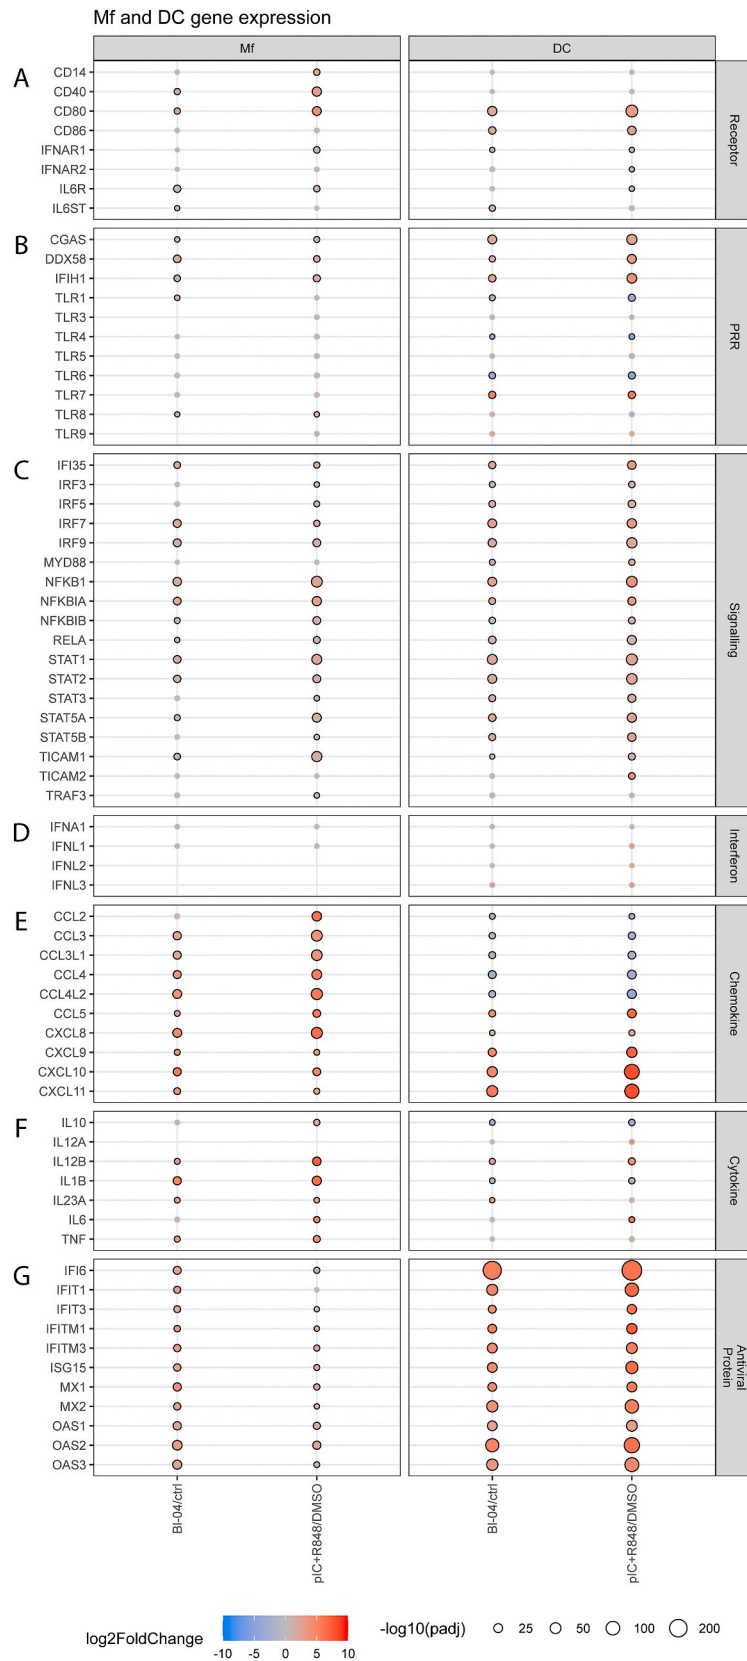 Mf and DC gene expression
Mf
DC
A
CD14
CD40
CD80
CD86
IFNAR1
IFNAR2
IL6R
IL6ST
Receptor
B
CGAS
DDX58
IFIH1
TLR1
TLR3
TLR4
TLR5
TLR6
TLR7
TLR8
TLR9
PRR
C
IFI35
IRF3
IRF5
IRF7
IRF9
MYD88
NFKB1
NFKBIA
NFKBIB
RELA
STAT1
STAT2
STAT3
STAT5A
STAT5B
TICAM1
TICAM2
TRAF3
Signalling
D
IFNA1
IFNL1
IFNL2
IFNL3
Interferon
E
CCL2
CCL3
CCL3L1
CCL4
CCL4L2
CCL5
CXCL8
CXCL9
CXCL10
CXCL11
Chemokine
F
IL10
IL12A
IL12B
IL1B
IL23A
IL6
TNF
Cytokine
G
IFI6
IFIT1
IFIT3
IFITM1
IFITM3
ISG15
MX1
MX2
OAS1
OAS2
OAS3
Antiviral
Protein
BI-04/ctrl
pIC+R848/DMSO
BI-04/ctrl
pIC+R848/DMSO
log2FoldChange
-10 -5 0 5 10
-log10(padj)
25 50 100 200